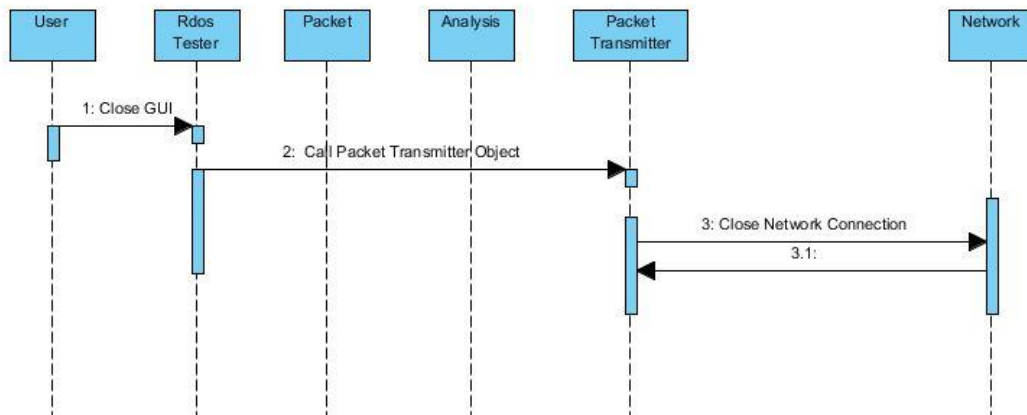 User
Rdos
Tester
Packet
Analysis
Packet
Transmitter
Network
1: Close GUI
2: Call Packet Transmitter Object
3: Close Network Connection
3.1: